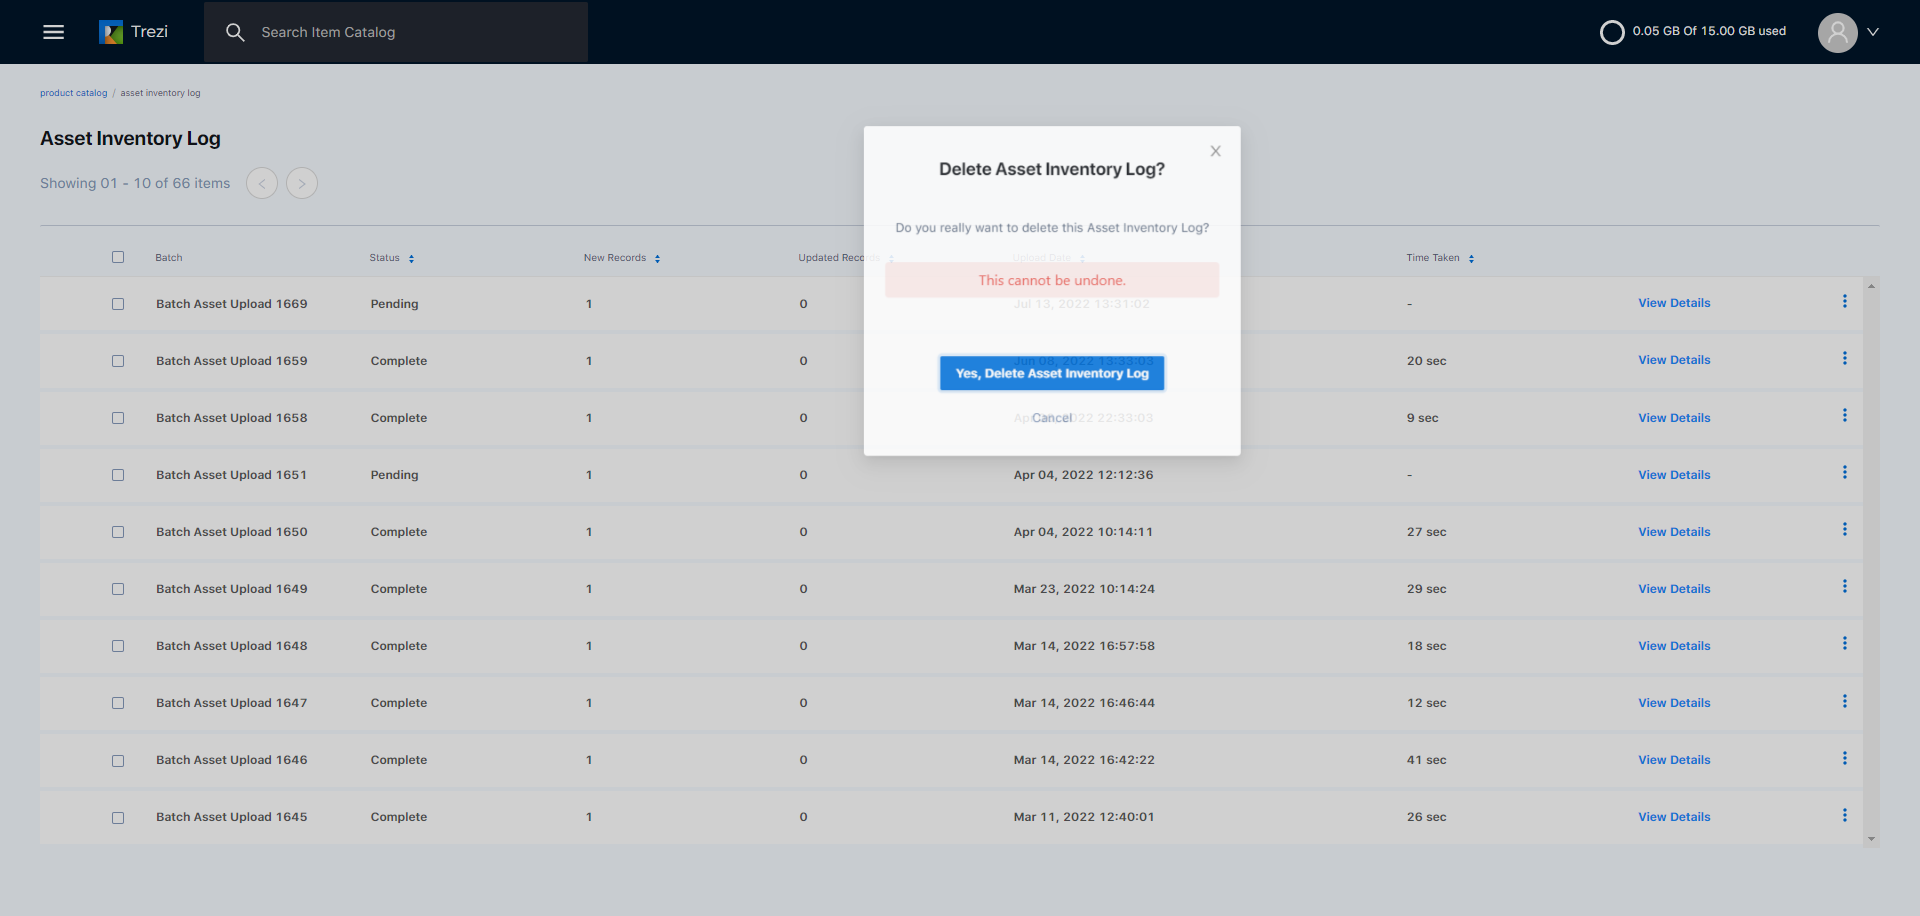 Trezi
Search Item Catalog
0.05 GB Of 15.00 GB used
product catalog / asset inventory log
Asset Inventory Log
Showing 01 - 10 of 66 items
Delete Asset Inventory Log?
Do you really want to delete this Asset Inventory Log?
This cannot be undone.
Yes, Delete Asset Inventory Log
Cancel
Batch Status New Records Updated Records Upload Date Time Taken
Batch Asset Upload 1669 Pending 1 0 Jul 13, 2022 13:31:02 - View Details
Batch Asset Upload 1659 Complete 1 0 Jun 08, 2022 13:33:03 20 sec View Details
Batch Asset Upload 1658 Complete 1 0 Apr 2022 22:33:03 9 sec View Details
Batch Asset Upload 1651 Pending 1 0 Apr 04, 2022 12:12:36 - View Details
Batch Asset Upload 1650 Complete 1 0 Apr 04, 2022 10:14:11 27 sec View Details
Batch Asset Upload 1649 Complete 1 0 Mar 23, 2022 10:14:24 29 sec View Details
Batch Asset Upload 1648 Complete 1 0 Mar 14, 2022 16:57:58 18 sec View Details
Batch Asset Upload 1647 Complete 1 0 Mar 14, 2022 16:46:44 12 sec View Details
Batch Asset Upload 1646 Complete 1 0 Mar 14, 2022 16:42:22 41 sec View Details
Batch Asset Upload 1645 Complete 1 0 Mar 11, 2022 12:40:01 26 sec View Details